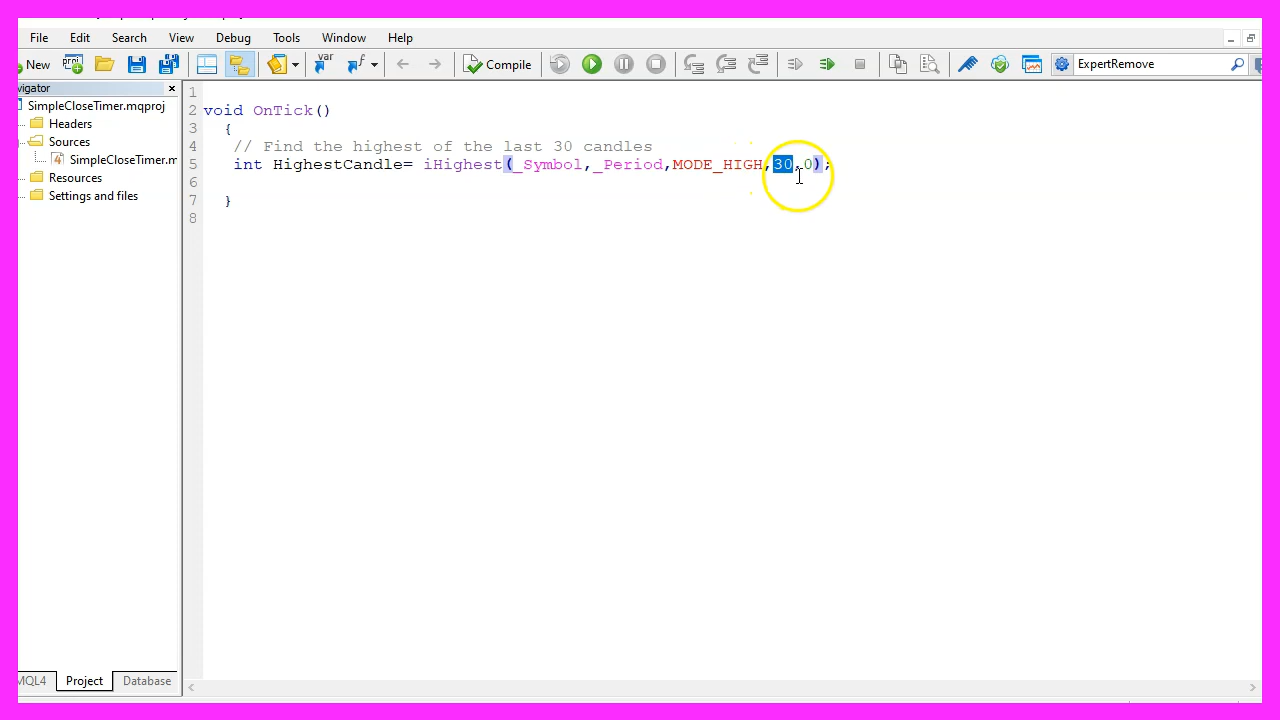 File Edit Search View Debug Tools Window Help
New Compile ExpertRemove
vigator
SimpleCloseTimer.mqproj
Headers
Sources
SimpleCloseTimer.m
Resources
Settings and files
1
2 void OnTick()
3 {
4 // Find the highest of the last 30 candles
5 int HighestCandle= iHighest(_Symbol,_Period,MODE_HIGH,30,0);
6
7 }
8
MQL4 Project Database